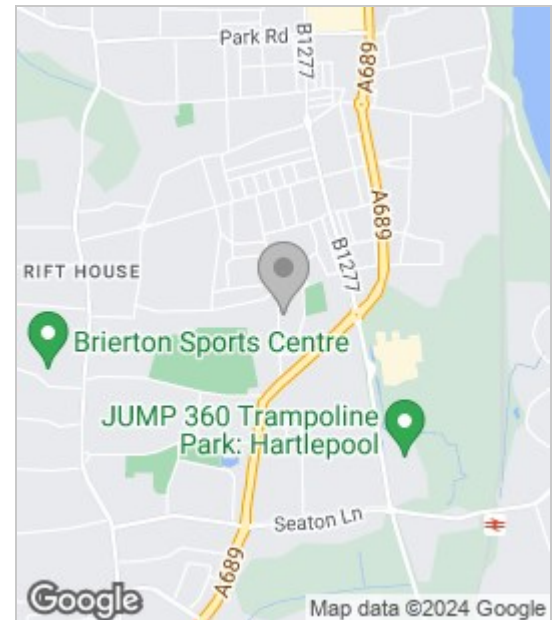 Park Rd
B1277
A689
A689
B1277
RIFT HOUSE
Brierton Sports Centre
JUMP 360 Trampoline
Park: Hartlepool
Seaton Ln
A689
Google
Map data ©2024 Google